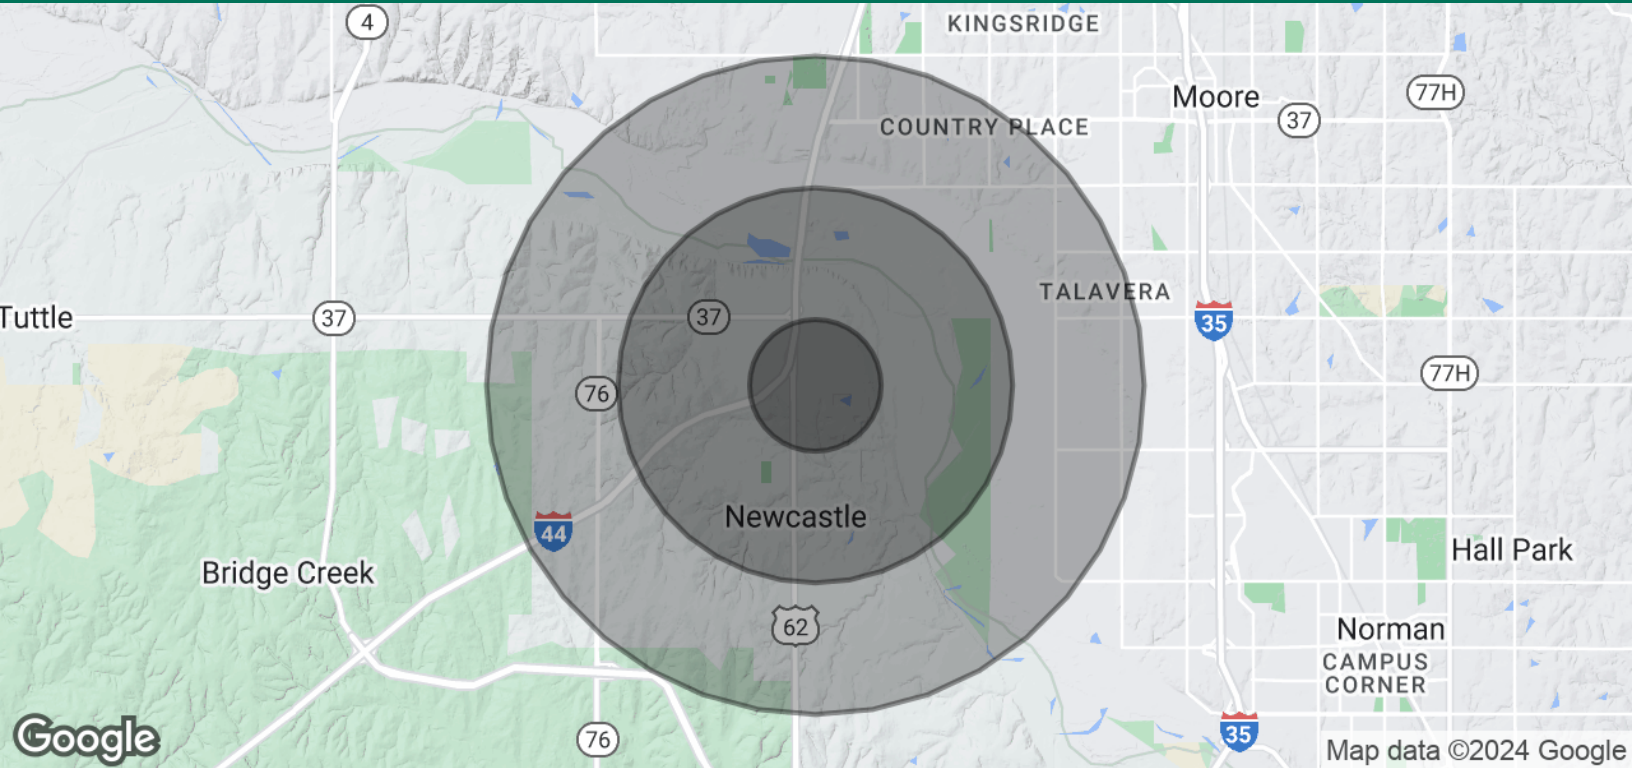 4
KINGSRIDGE
Moore
77H
37
COUNTRY PLACE
TALAVERA
Tuttle
37
37
35
77H
76
Newcastle
44
Hall Park
Bridge Creek
62
Norman
CAMPUS
CORNER
76
35
Google
Map data ©2024 Google